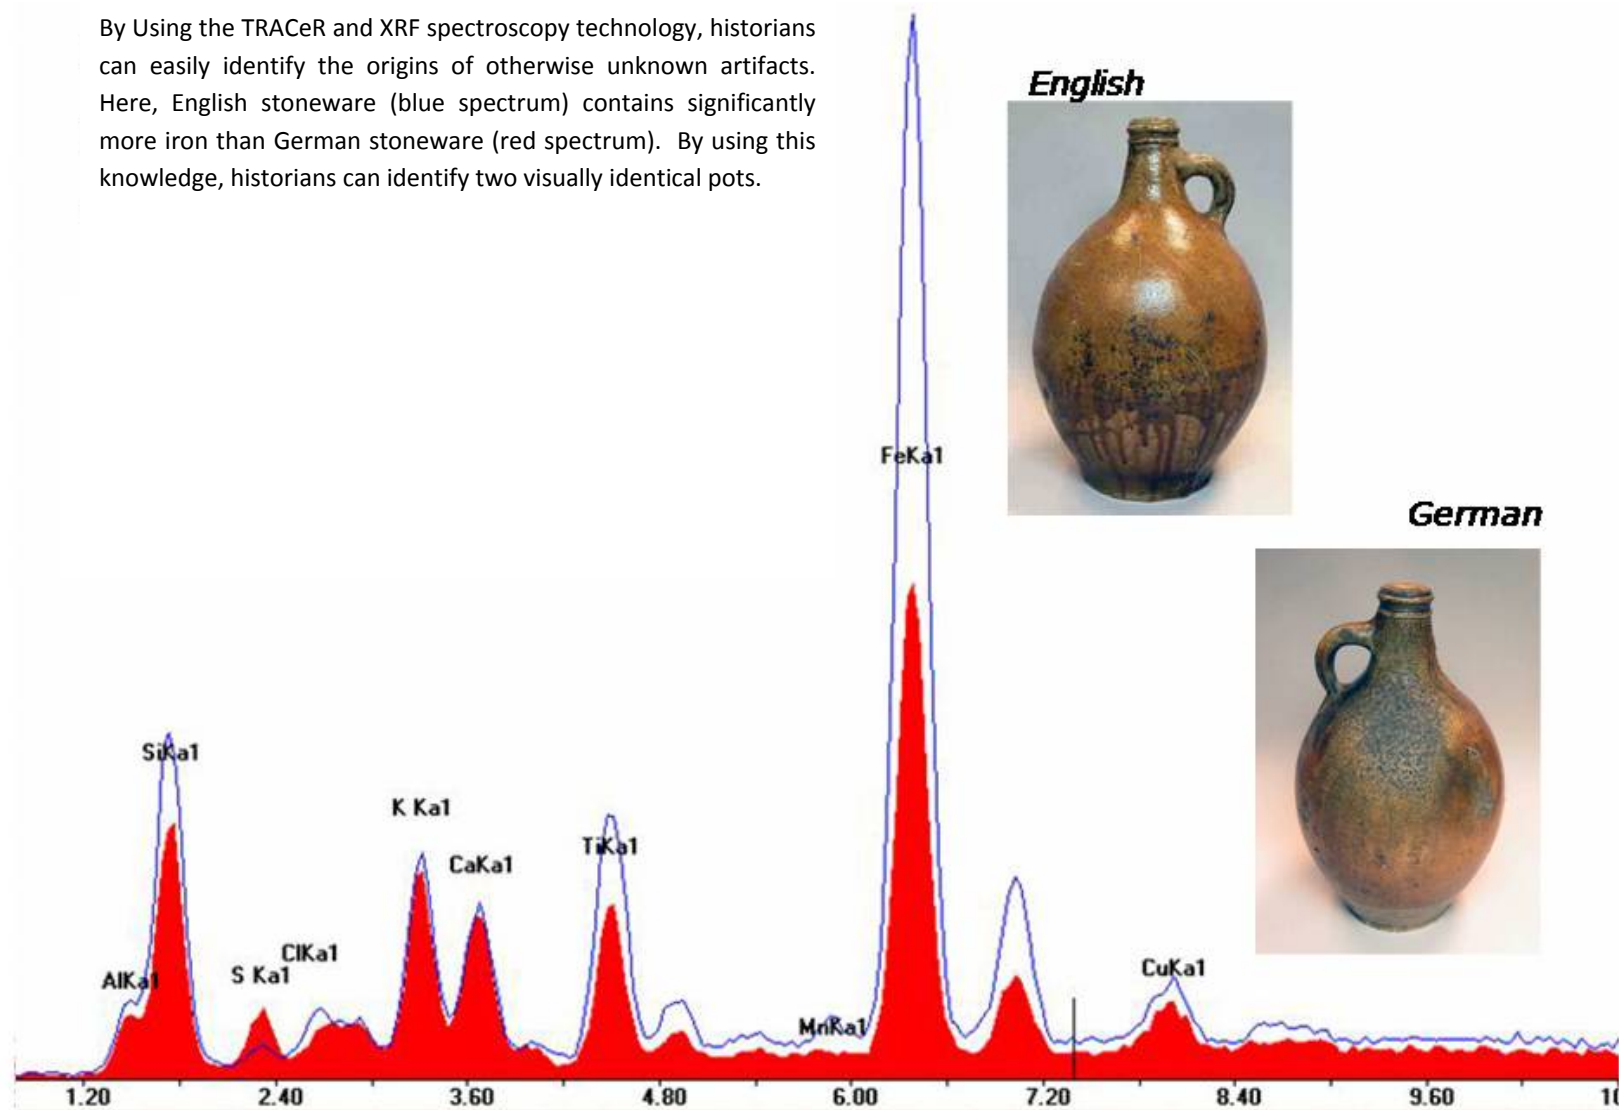 By Using the TRACeR and XRF spectroscopy technology, historians
can easily identify the origins of otherwise unknown artifacts.
Here, English stoneware (blue spectrum) contains significantly
more iron than German stoneware (red spectrum). By using this
knowledge, historians can identify two visually identical pots.
English
FeKa1
German
SiKa1
K Ka1
CaKa1
TiKa1
ClKa1
S Ka1
AlKa1
CuKa1
MnKa1
1.20 2.40 3.60 4.80 6.00 7.20 8.40 9.60